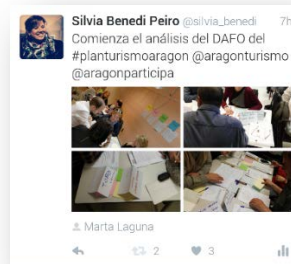 Silvia Benedi Peiro @silvia_benedi 7h
Comienza el análisis del DAFO del
#planturismoaragon @aragonturismo
@aragonparticipa
Marta Laguna
2 3